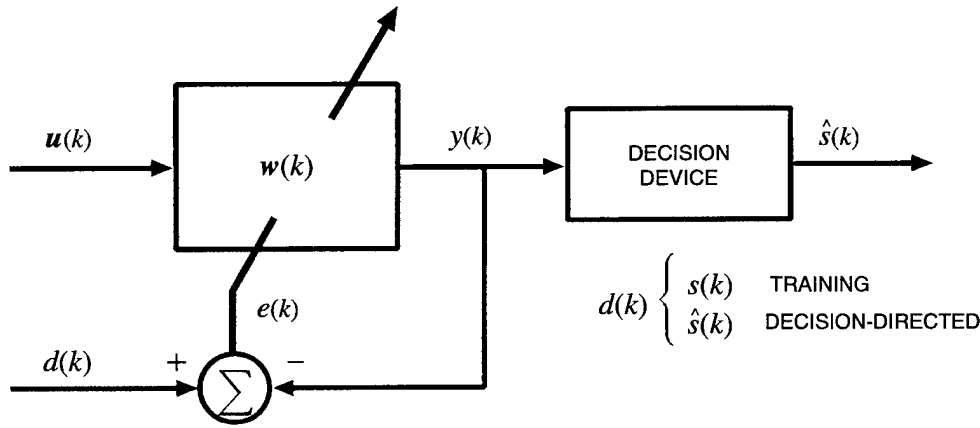 u(k)
w(k)
y(k)
DECISION
DEVICE
ŝ(k)
e(k)
d(k)
+
−
Σ
d(k) { s(k) TRAINING
ŝ(k) DECISION-DIRECTED